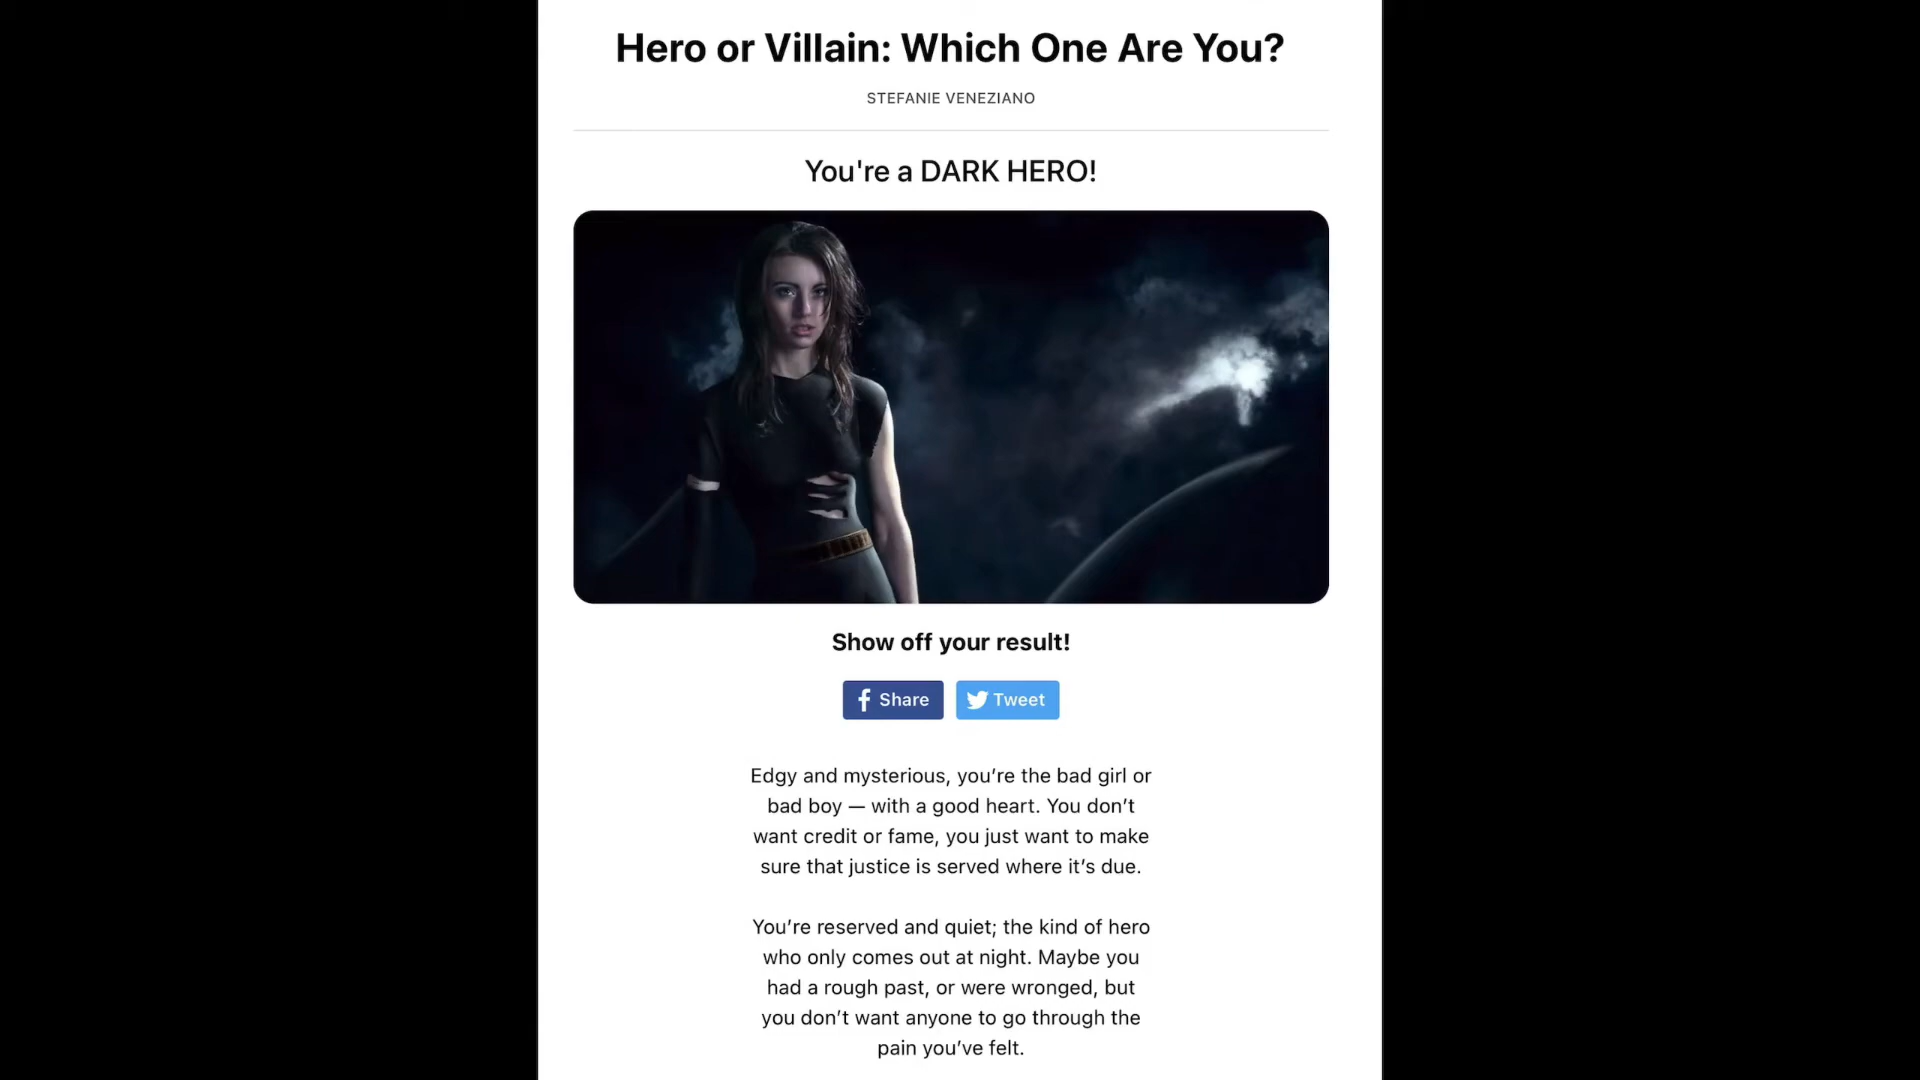 Hero or Villain: Which One Are You?
STEFANIE VENEZIANO
You're a DARK HERO!
Show off your result!
Share
Tweet
Edgy and mysterious, you’re the bad girl or
bad boy — with a good heart. You don’t
want credit or fame, you just want to make
sure that justice is served where it’s due.
You’re reserved and quiet; the kind of hero
who only comes out at night. Maybe you
had a rough past, or were wronged, but
you don’t want anyone to go through the
pain you’ve felt.